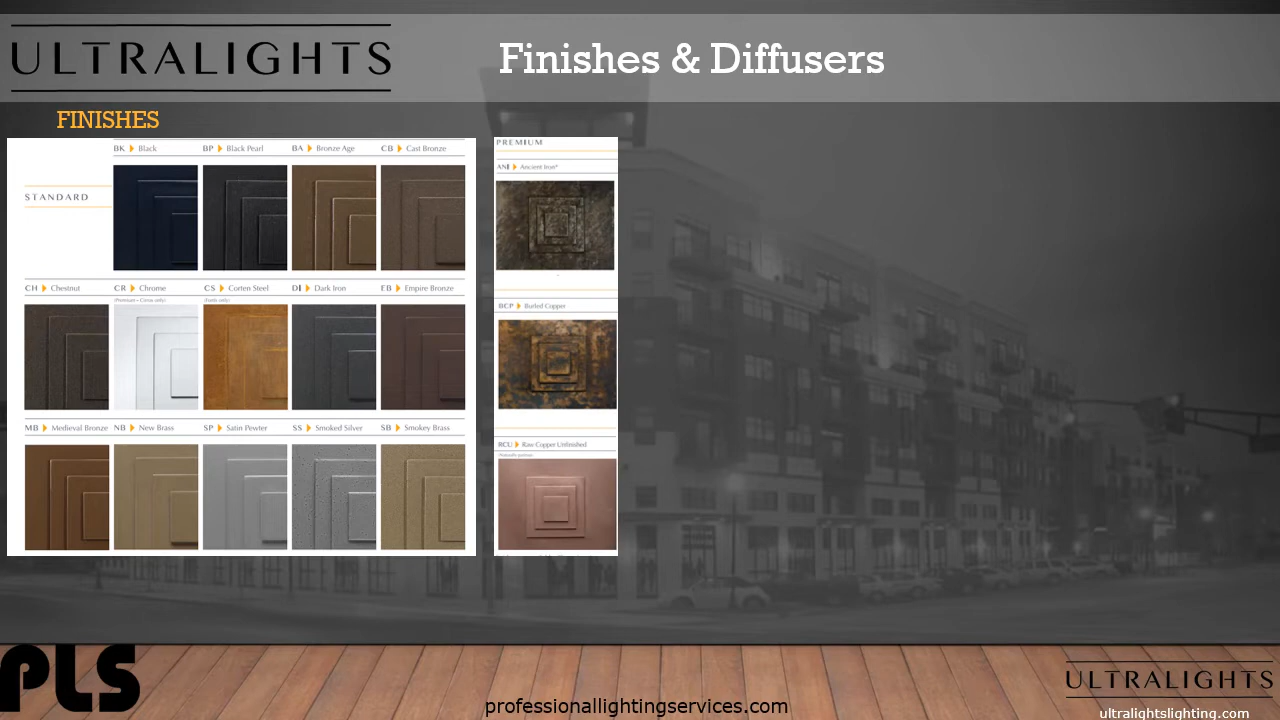 ULTRALIGHTS
Finishes & Diffusers
FINISHES
STANDARD
BK Black
BP Black Pearl
BA Bronze Age
CB Cast Bronze
CH Chestnut
CR Chrome
(Premium - Cirrus only)
CS Corten Steel
DI Dark Iron
EB Empire Bronze
MB Medieval Bronze
NB New Brass
SP Satin Pewter
SS Smoked Silver
SB Smokey Brass
PREMIUM
ANI Ancient Iron*
BCP Burled Copper
RCU Raw Copper Unfinished
PLS
professionallightingservices.com
ULTRALIGHTS
ultralightslighting.com